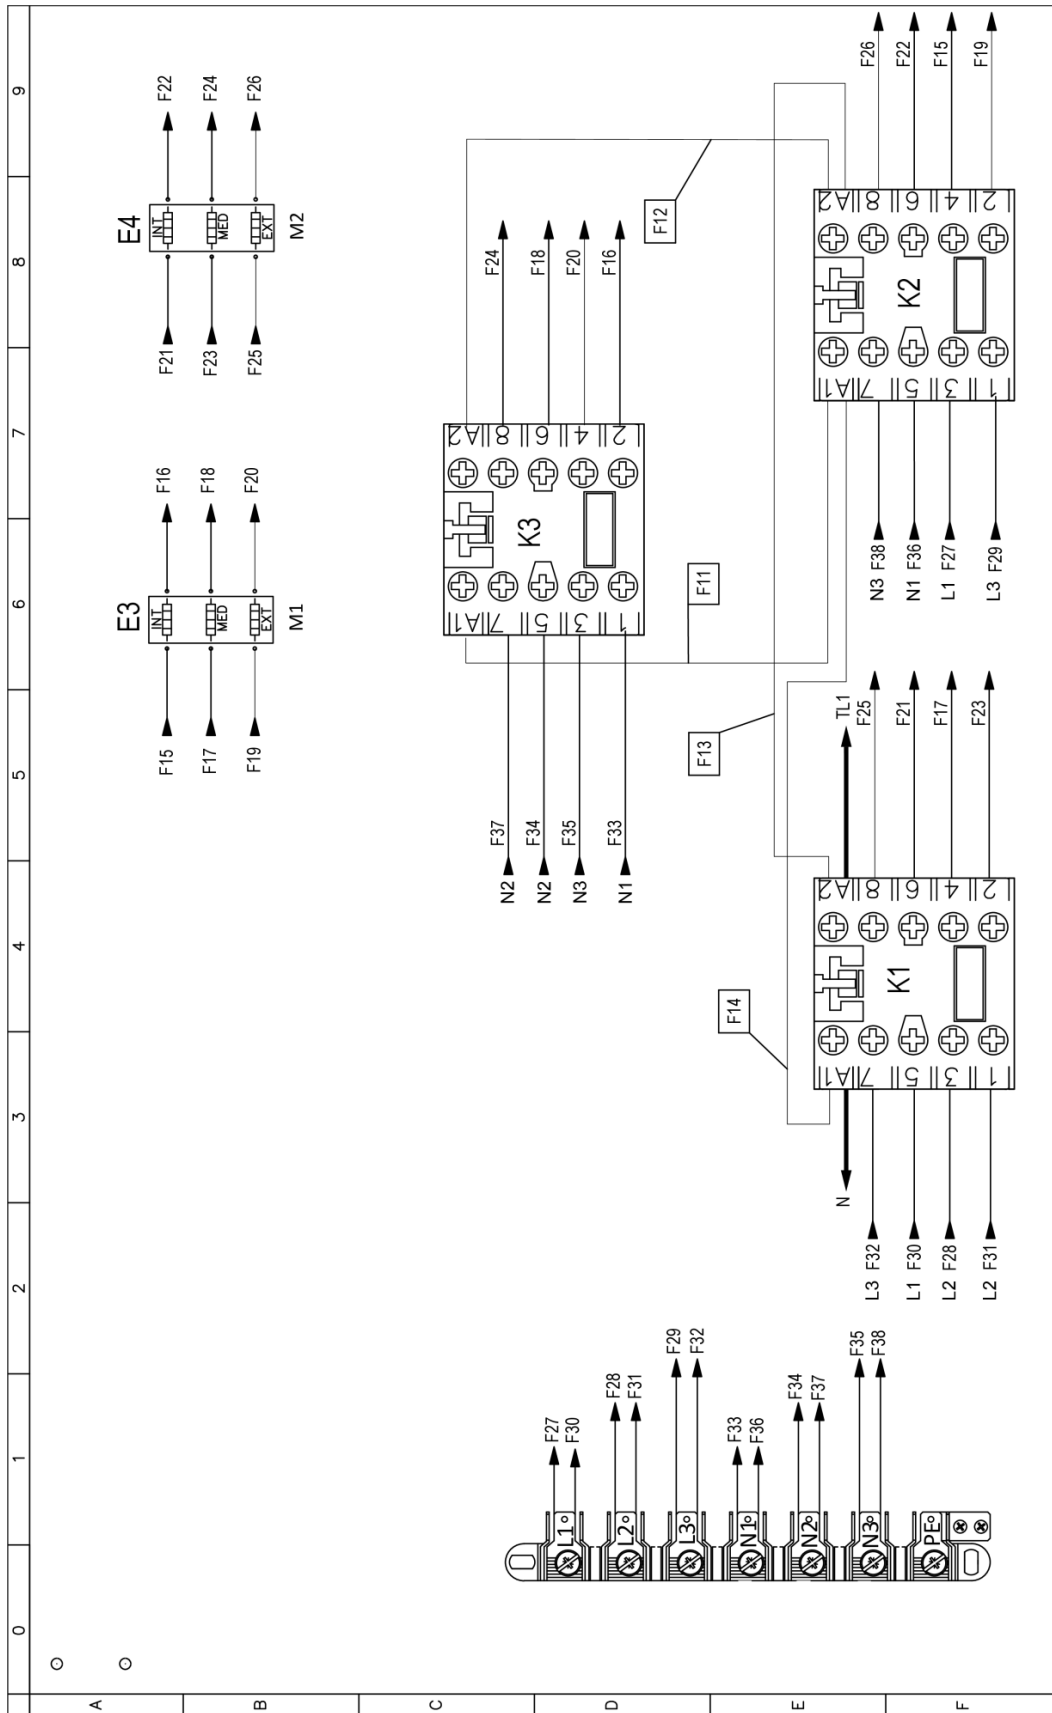 9
8
7
6
5
4
3
2
1
0
A
B
C
D
E
F
E4
INT
MED
EXT
M2
F22
F24
F26
F21
F23
F25
E3
INT
MED
EXT
M1
F16
F18
F20
F15
F17
F19
K3
A2
8
6
4
2
A1
7
5
3
1
F24
F18
F20
F16
N2 F37
N2 F34
N3 F35
N1 F33
F12
F11
F13
F14
K2
A2
8
6
4
2
A1
7
5
3
1
F26
F22
F15
F19
N3 F38
N1 F36
L1 F27
L3 F29
K1
A2
8
6
4
2
A1
7
5
3
1
TL1
F25
F21
F17
F23
N
L3 F32
L1 F30
L2 F28
L2 F31
L1
L2
L3
N1
N2
N3
PE
F27
F30
F28
F31
F29
F32
F33
F36
F34
F37
F35
F38